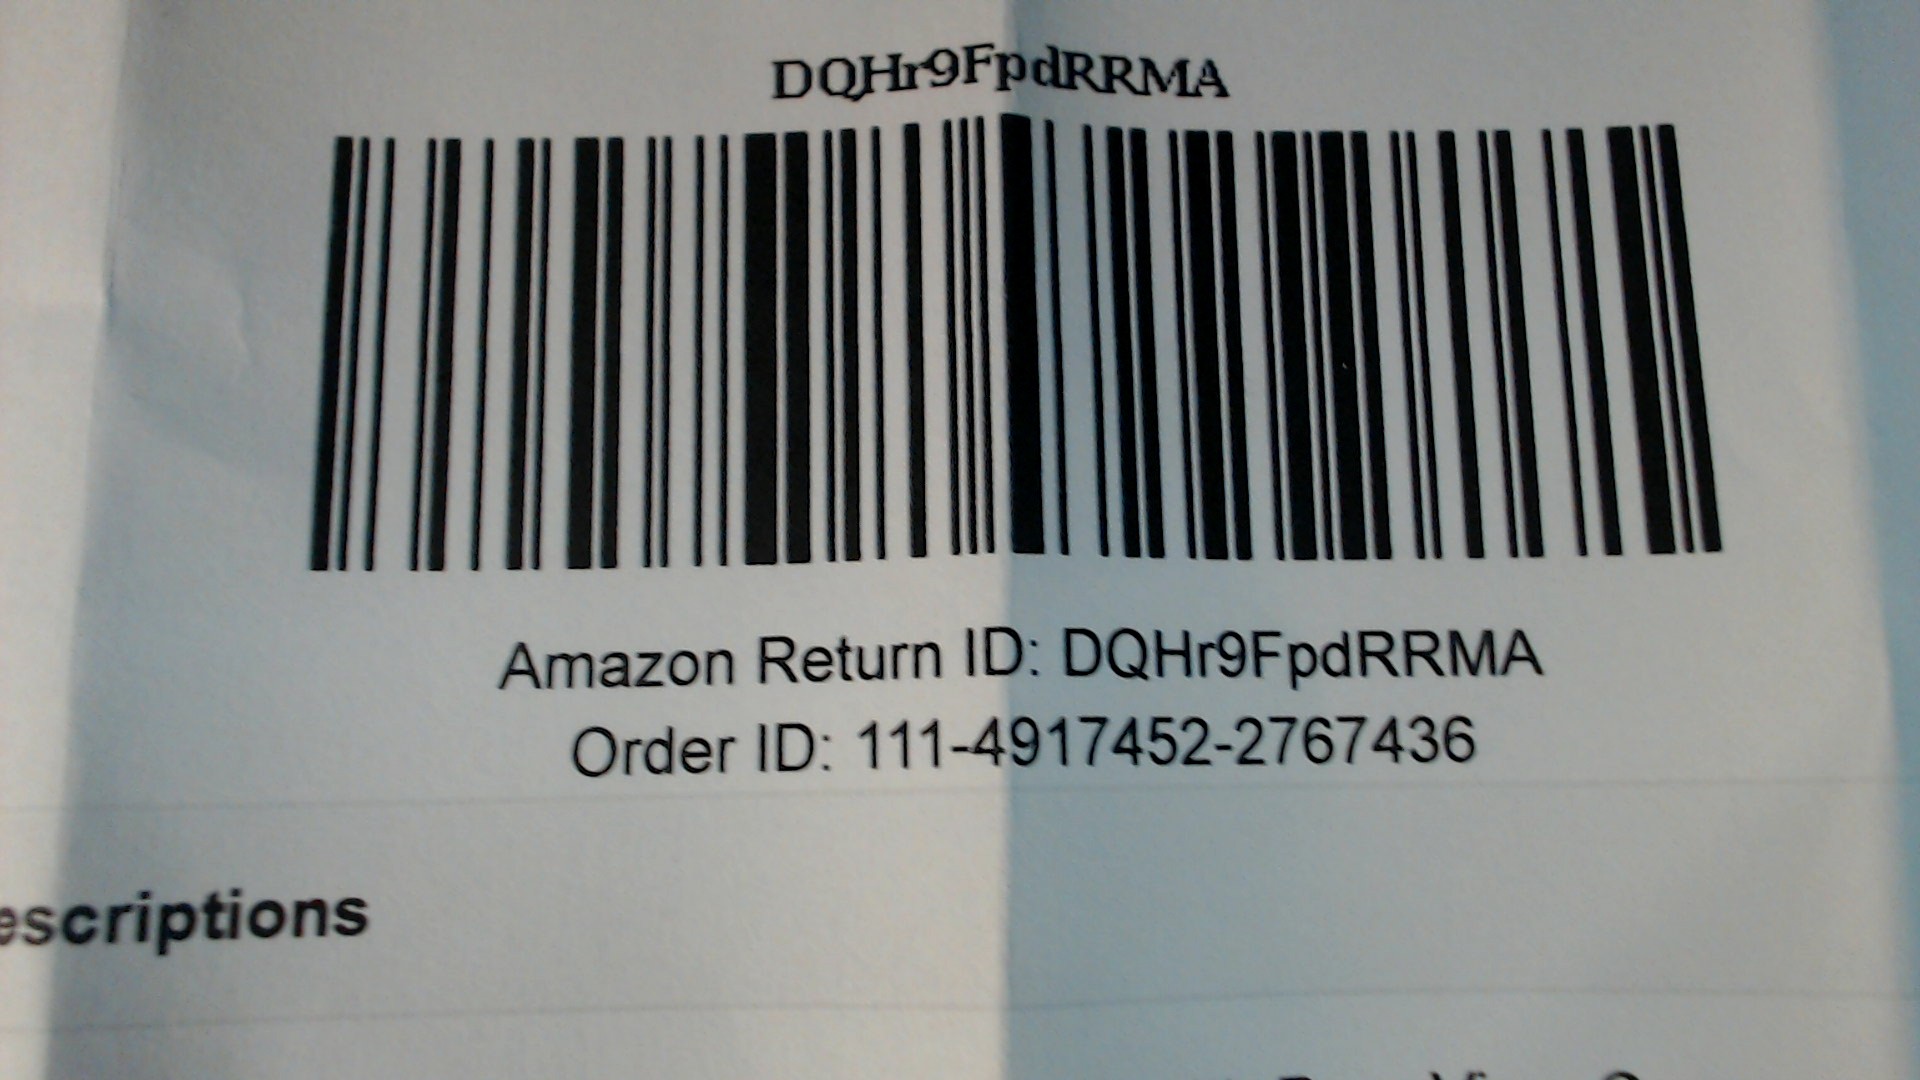 DQHr9FpdRRMA
Amazon Return ID: DQHr9FpdRRMA
Order ID: 111-4917452-2767436
escriptions